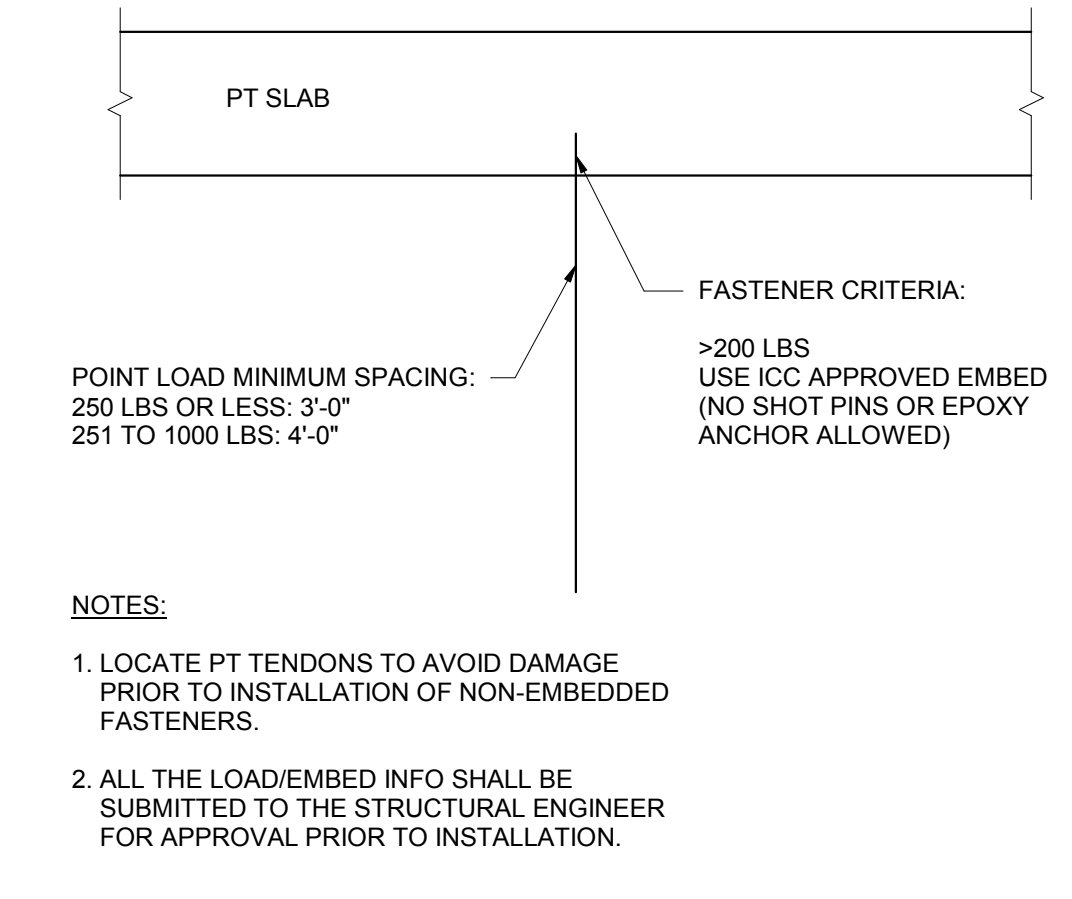 PT SLAB
FASTENER CRITERIA:
>200 LBS
USE ICC APPROVED EMBED
(NO SHOT PINS OR EPOXY
ANCHOR ALLOWED)
POINT LOAD MINIMUM SPACING:
250 LBS OR LESS: 3'-0"
251 TO 1000 LBS: 4'-0"
NOTES:
1. LOCATE PT TENDONS TO AVOID DAMAGE
PRIOR TO INSTALLATION OF NON-EMBEDDED
FASTENERS.
2. ALL THE LOAD/EMBED INFO SHALL BE
SUBMITTED TO THE STRUCTURAL ENGINEER
FOR APPROVAL PRIOR TO INSTALLATION.